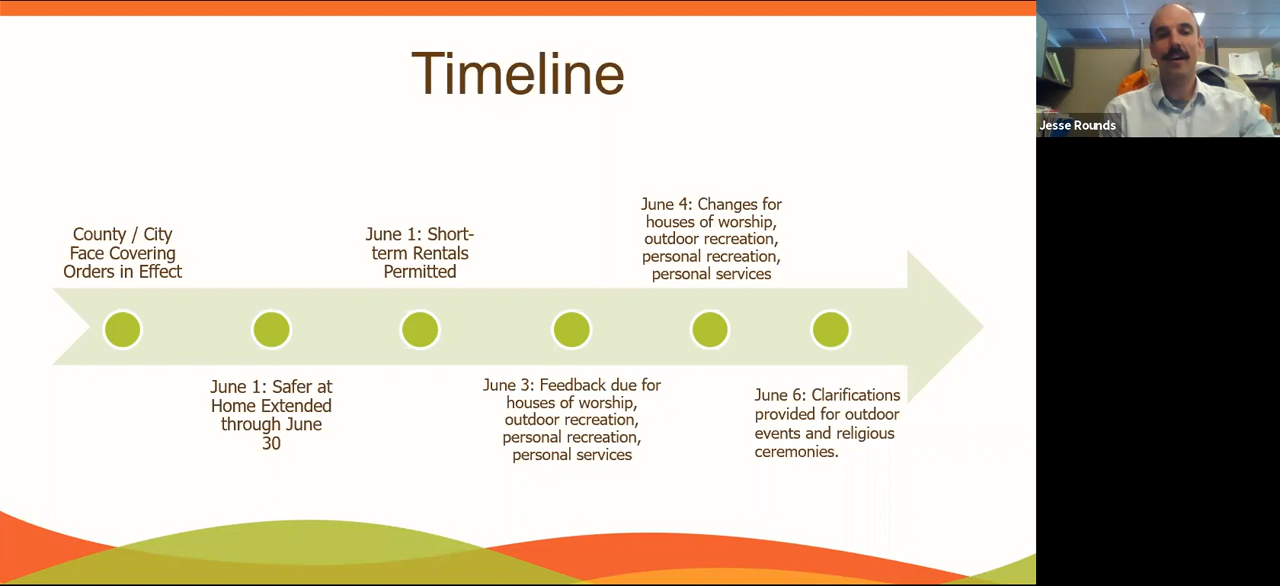 Timeline
Jesse Rounds
County / City
Face Covering
Orders in Effect
June 1: Safer at
Home Extended
through June
30
June 1: Short-
term Rentals
Permitted
June 3: Feedback due for
houses of worship,
outdoor recreation,
personal recreation,
personal services
June 4: Changes for
houses of worship,
outdoor recreation,
personal recreation,
personal services
June 6: Clarifications
provided for outdoor
events and religious
ceremonies.